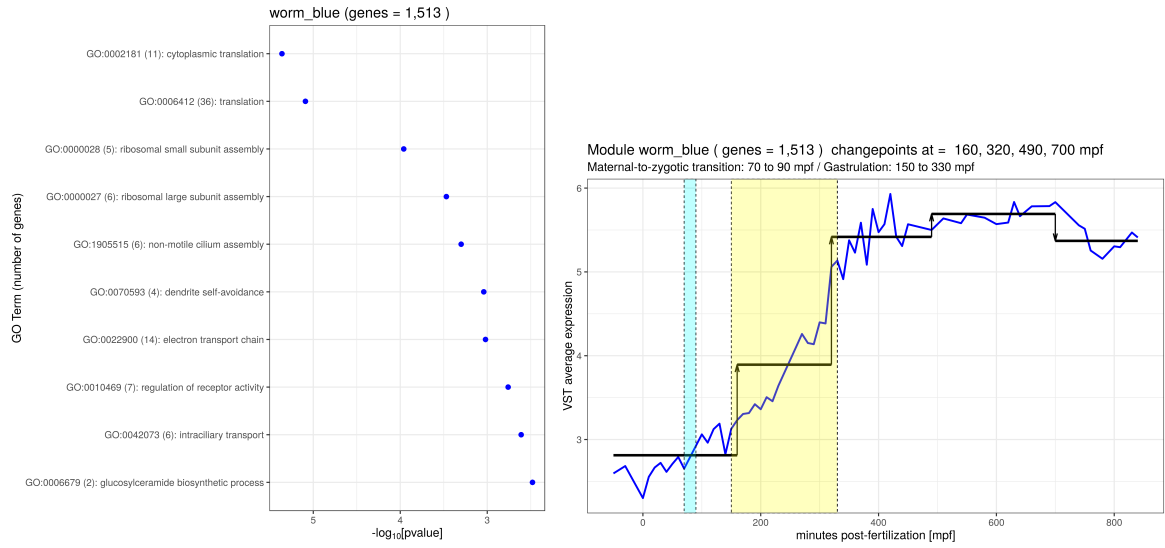 worm_blue (genes = 1,513 )
GO Term (number of genes)
GO:0002181 (11): cytoplasmic translation
GO:0006412 (36): translation
GO:0000028 (5): ribosomal small subunit assembly
GO:0000027 (6): ribosomal large subunit assembly
GO:1905515 (6): non-motile cilium assembly
GO:0070593 (4): dendrite self-avoidance
GO:0022900 (14): electron transport chain
GO:0010469 (7): regulation of receptor activity
GO:0042073 (6): intraciliary transport
GO:0006679 (2): glucosylceramide biosynthetic process
5 4 3
-log10[pvalue]
Module worm_blue ( genes = 1,513 ) changepoints at = 160, 320, 490, 700 mpf
Maternal-to-zygotic transition: 70 to 90 mpf / Gastrulation: 150 to 330 mpf
VST average expression
6
5
4
3
0 200 400 600 800
minutes post-fertilization [mpf]